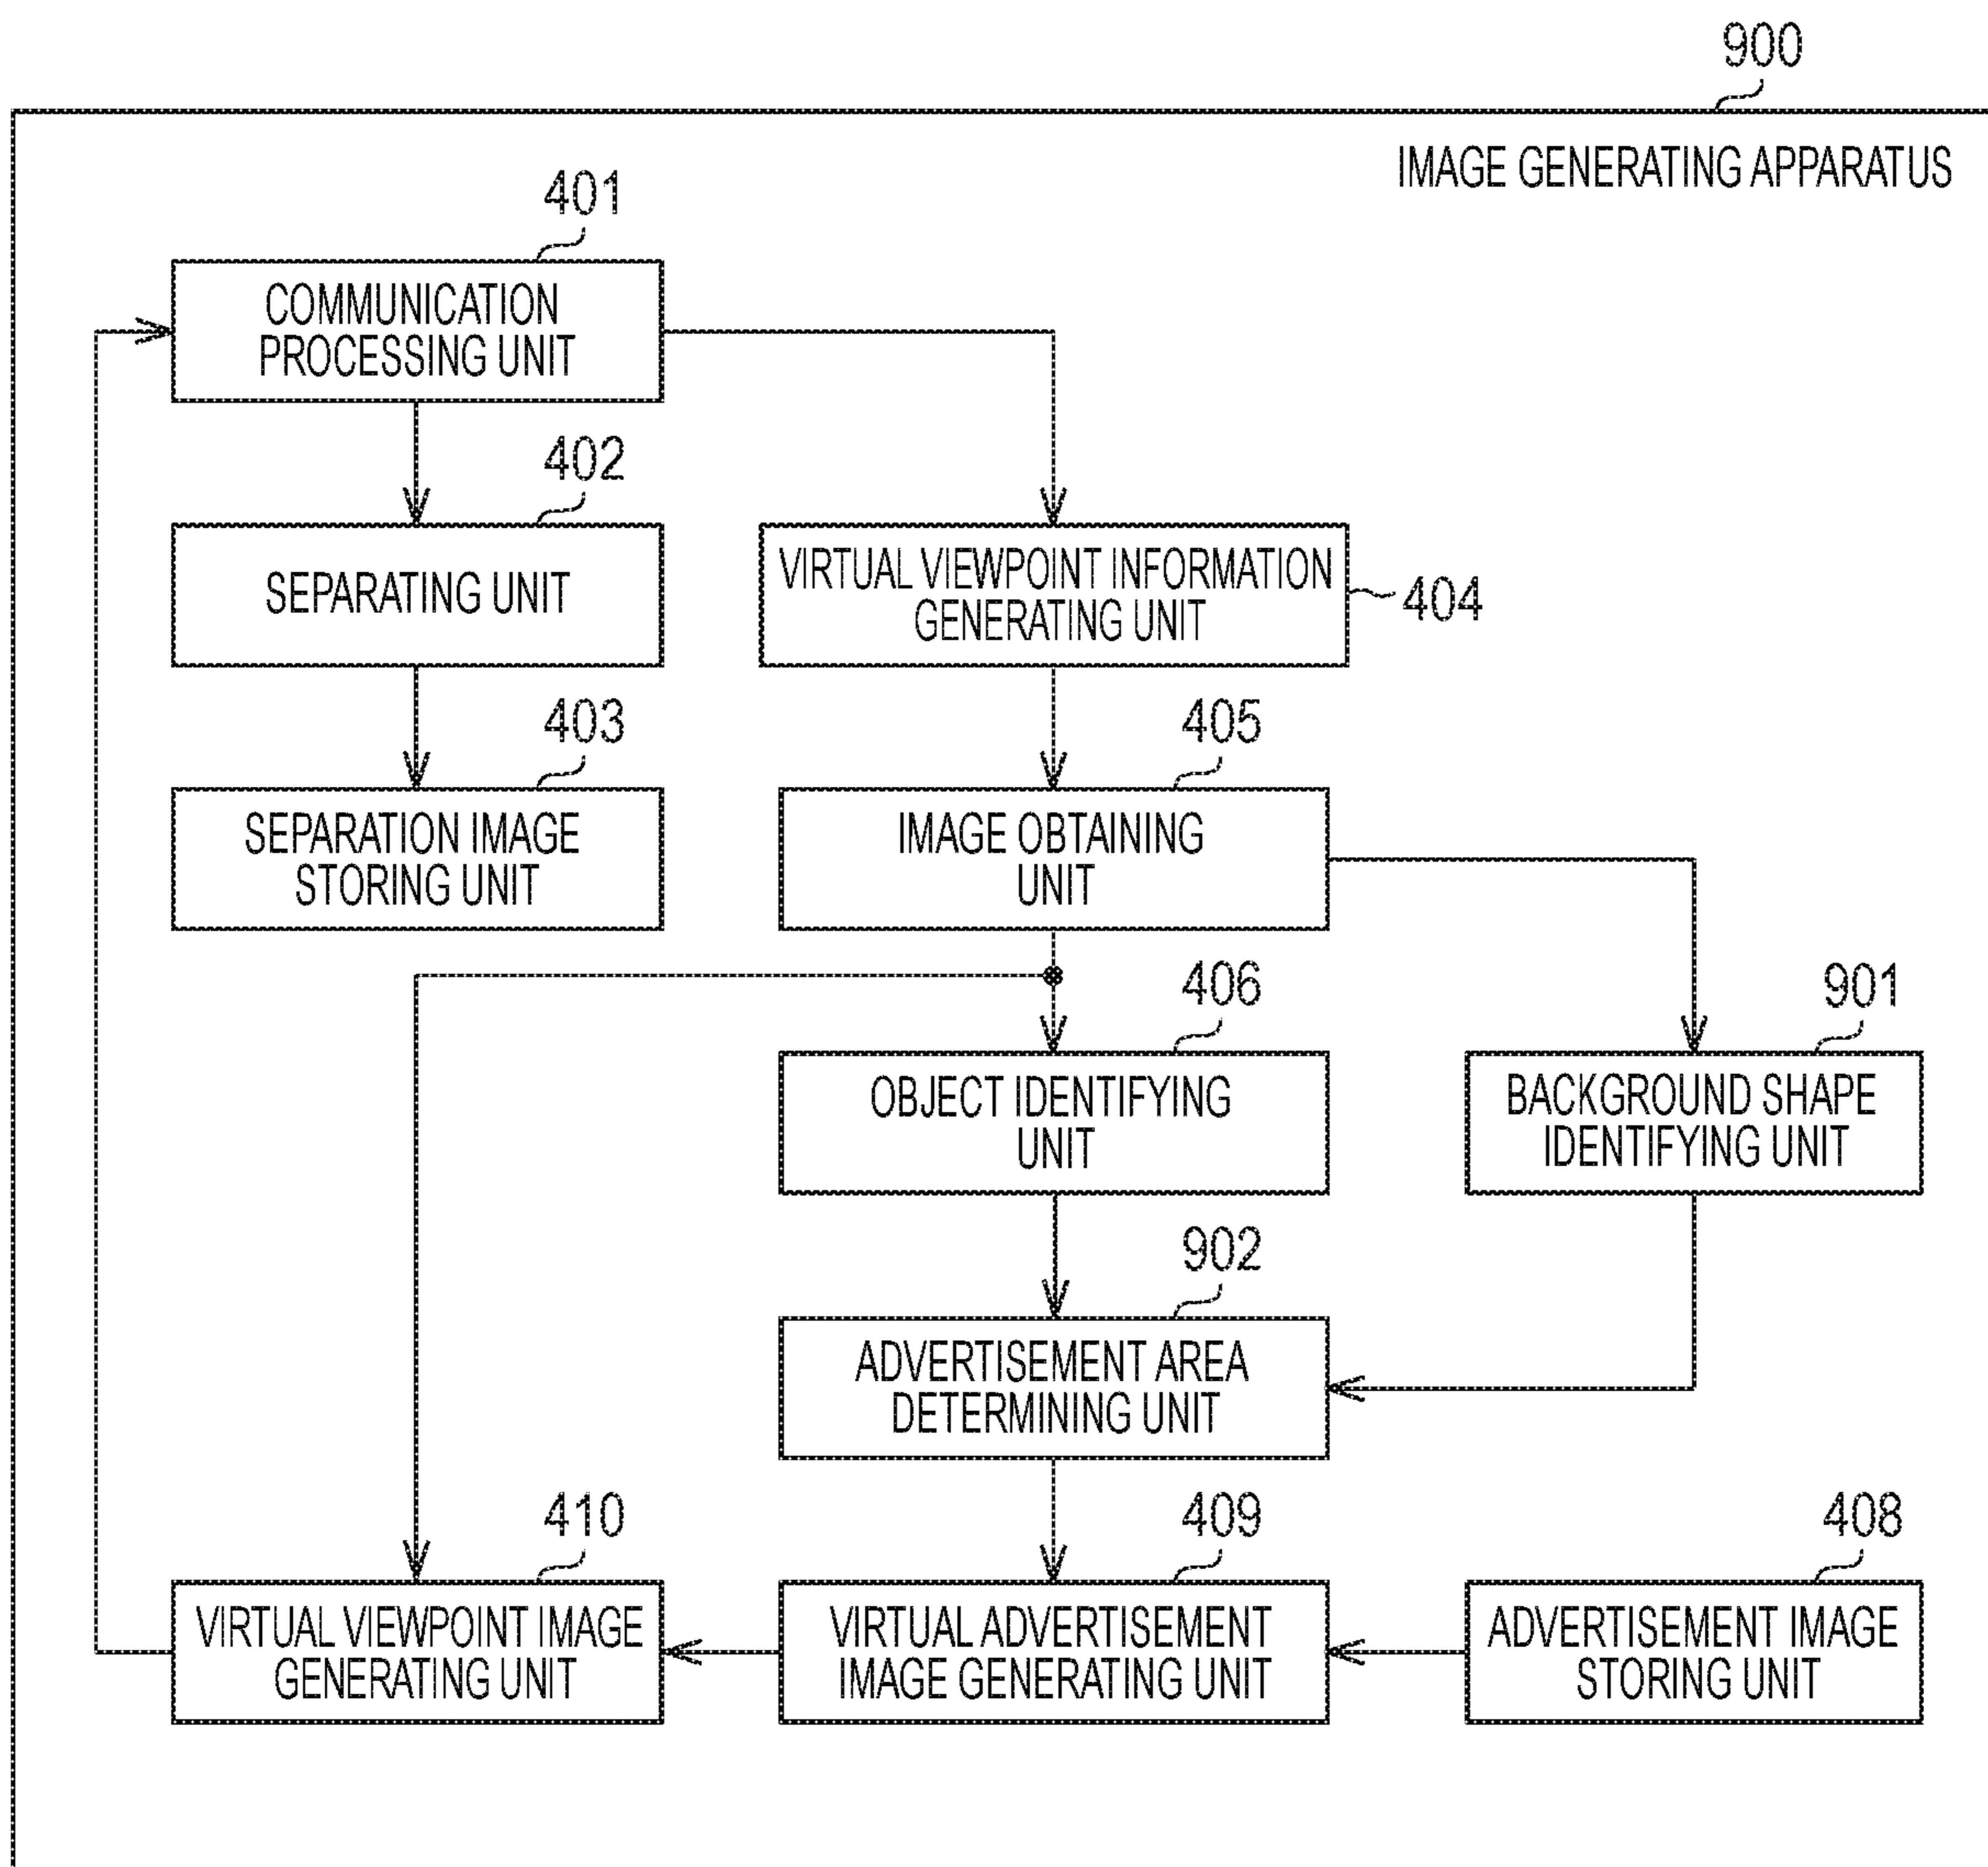 900
IMAGE GENERATING APPARATUS
401
COMMUNICATION
PROCESSING UNIT
402
SEPARATING UNIT
VIRTUAL VIEWPOINT INFORMATION
GENERATING UNIT
404
403
SEPARATION IMAGE
STORING UNIT
405
IMAGE OBTAINING
UNIT
406
OBJECT IDENTIFYING
UNIT
901
BACKGROUND SHAPE
IDENTIFYING UNIT
902
ADVERTISEMENT AREA
DETERMINING UNIT
410
VIRTUAL VIEWPOINT IMAGE
GENERATING UNIT
409
VIRTUAL ADVERTISEMENT
IMAGE GENERATING UNIT
408
ADVERTISEMENT IMAGE
STORING UNIT